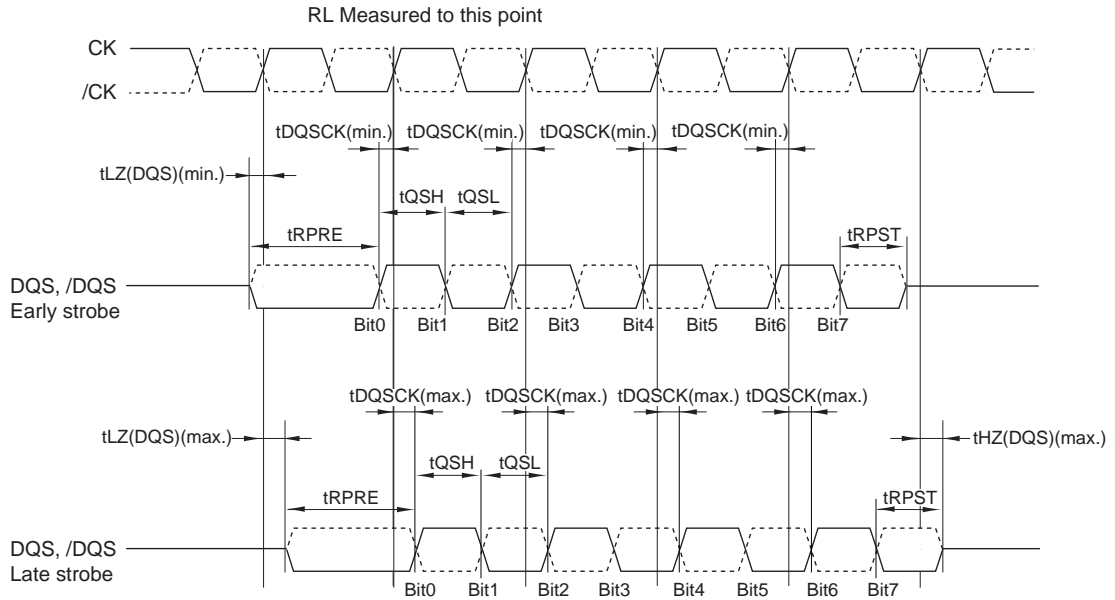 RL Measured to this point
CK
/CK
tDQSCK(min.) tDQSCK(min.) tDQSCK(min.) tDQSCK(min.)
tLZ(DQS)(min.)
tQSH tQSL
tRPRE tRPST
DQS, /DQS
Early strobe
Bit0 Bit1 Bit2 Bit3 Bit4 Bit5 Bit6 Bit7
tDQSCK(max.) tDQSCK(max.) tDQSCK(max.) tDQSCK(max.)
tLZ(DQS)(max.) tHZ(DQS)(max.)
tQSH tQSL
tRPRE tRPST
DQS, /DQS
Late strobe
Bit0 Bit1 Bit2 Bit3 Bit4 Bit5 Bit6 Bit7